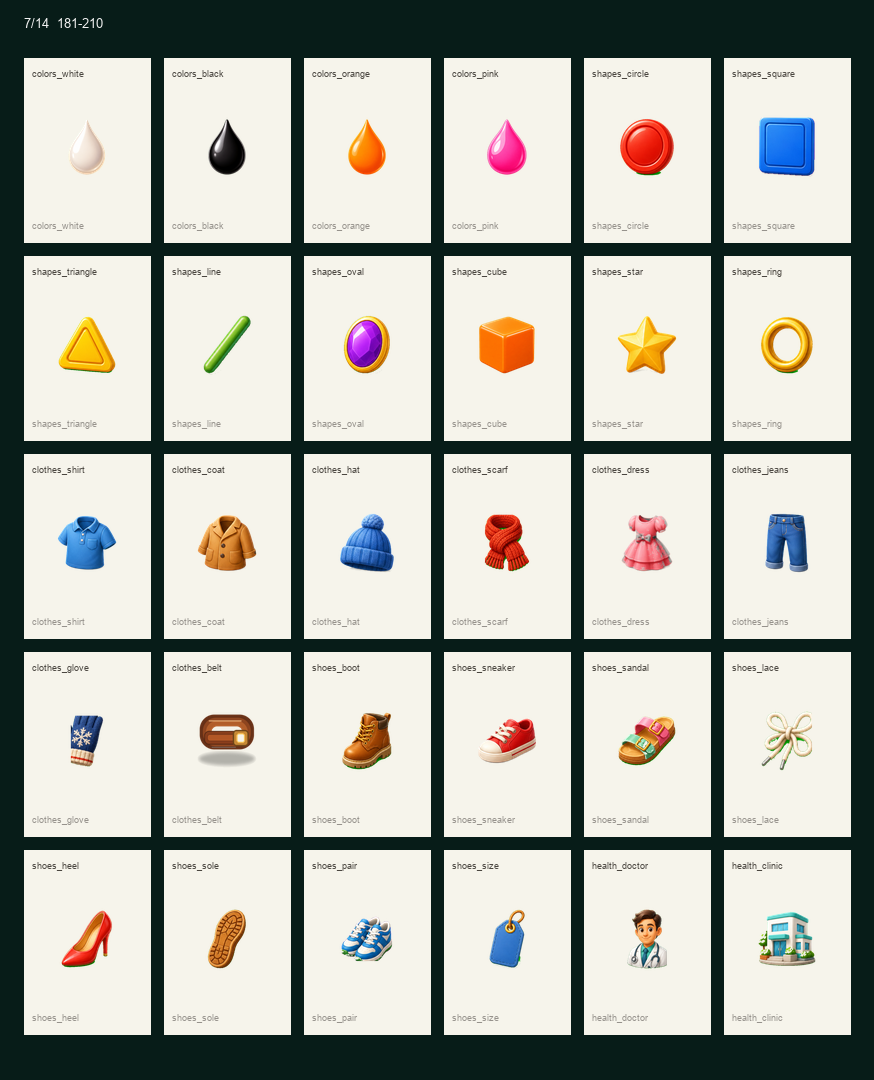 7/14 181-210
colors_white
colors_black
colors_orange
colors_pink
shapes_circle
shapes_square
colors_white
colors_black
colors_orange
colors_pink
shapes_circle
shapes_square
shapes_triangle
shapes_line
shapes_oval
shapes_cube
shapes_star
shapes_ring
shapes_triangle
shapes_line
shapes_oval
shapes_cube
shapes_star
shapes_ring
clothes_shirt
clothes_coat
clothes_hat
clothes_scarf
clothes_dress
clothes_jeans
clothes_shirt
clothes_coat
clothes_hat
clothes_scarf
clothes_dress
clothes_jeans
clothes_glove
clothes_belt
shoes_boot
shoes_sneaker
shoes_sandal
shoes_lace
clothes_glove
clothes_belt
shoes_boot
shoes_sneaker
shoes_sandal
shoes_lace
shoes_heel
shoes_sole
shoes_pair
shoes_size
health_doctor
health_clinic
shoes_heel
shoes_sole
shoes_pair
shoes_size
health_doctor
health_clinic